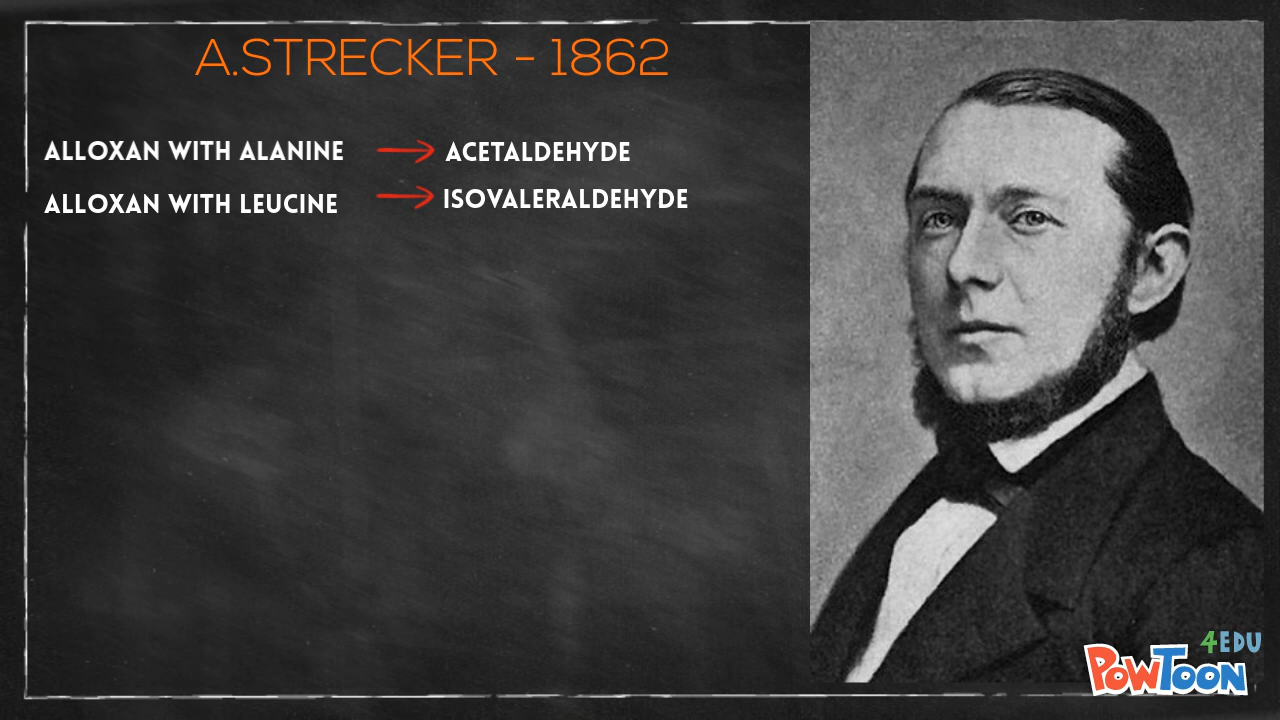 A.STRECKER - 1862
ALLOXAN WITH ALANINE → ACETALDEHYDE
ALLOXAN WITH LEUCINE → ISOVALERALDEHYDE
4EDU
POWTOON